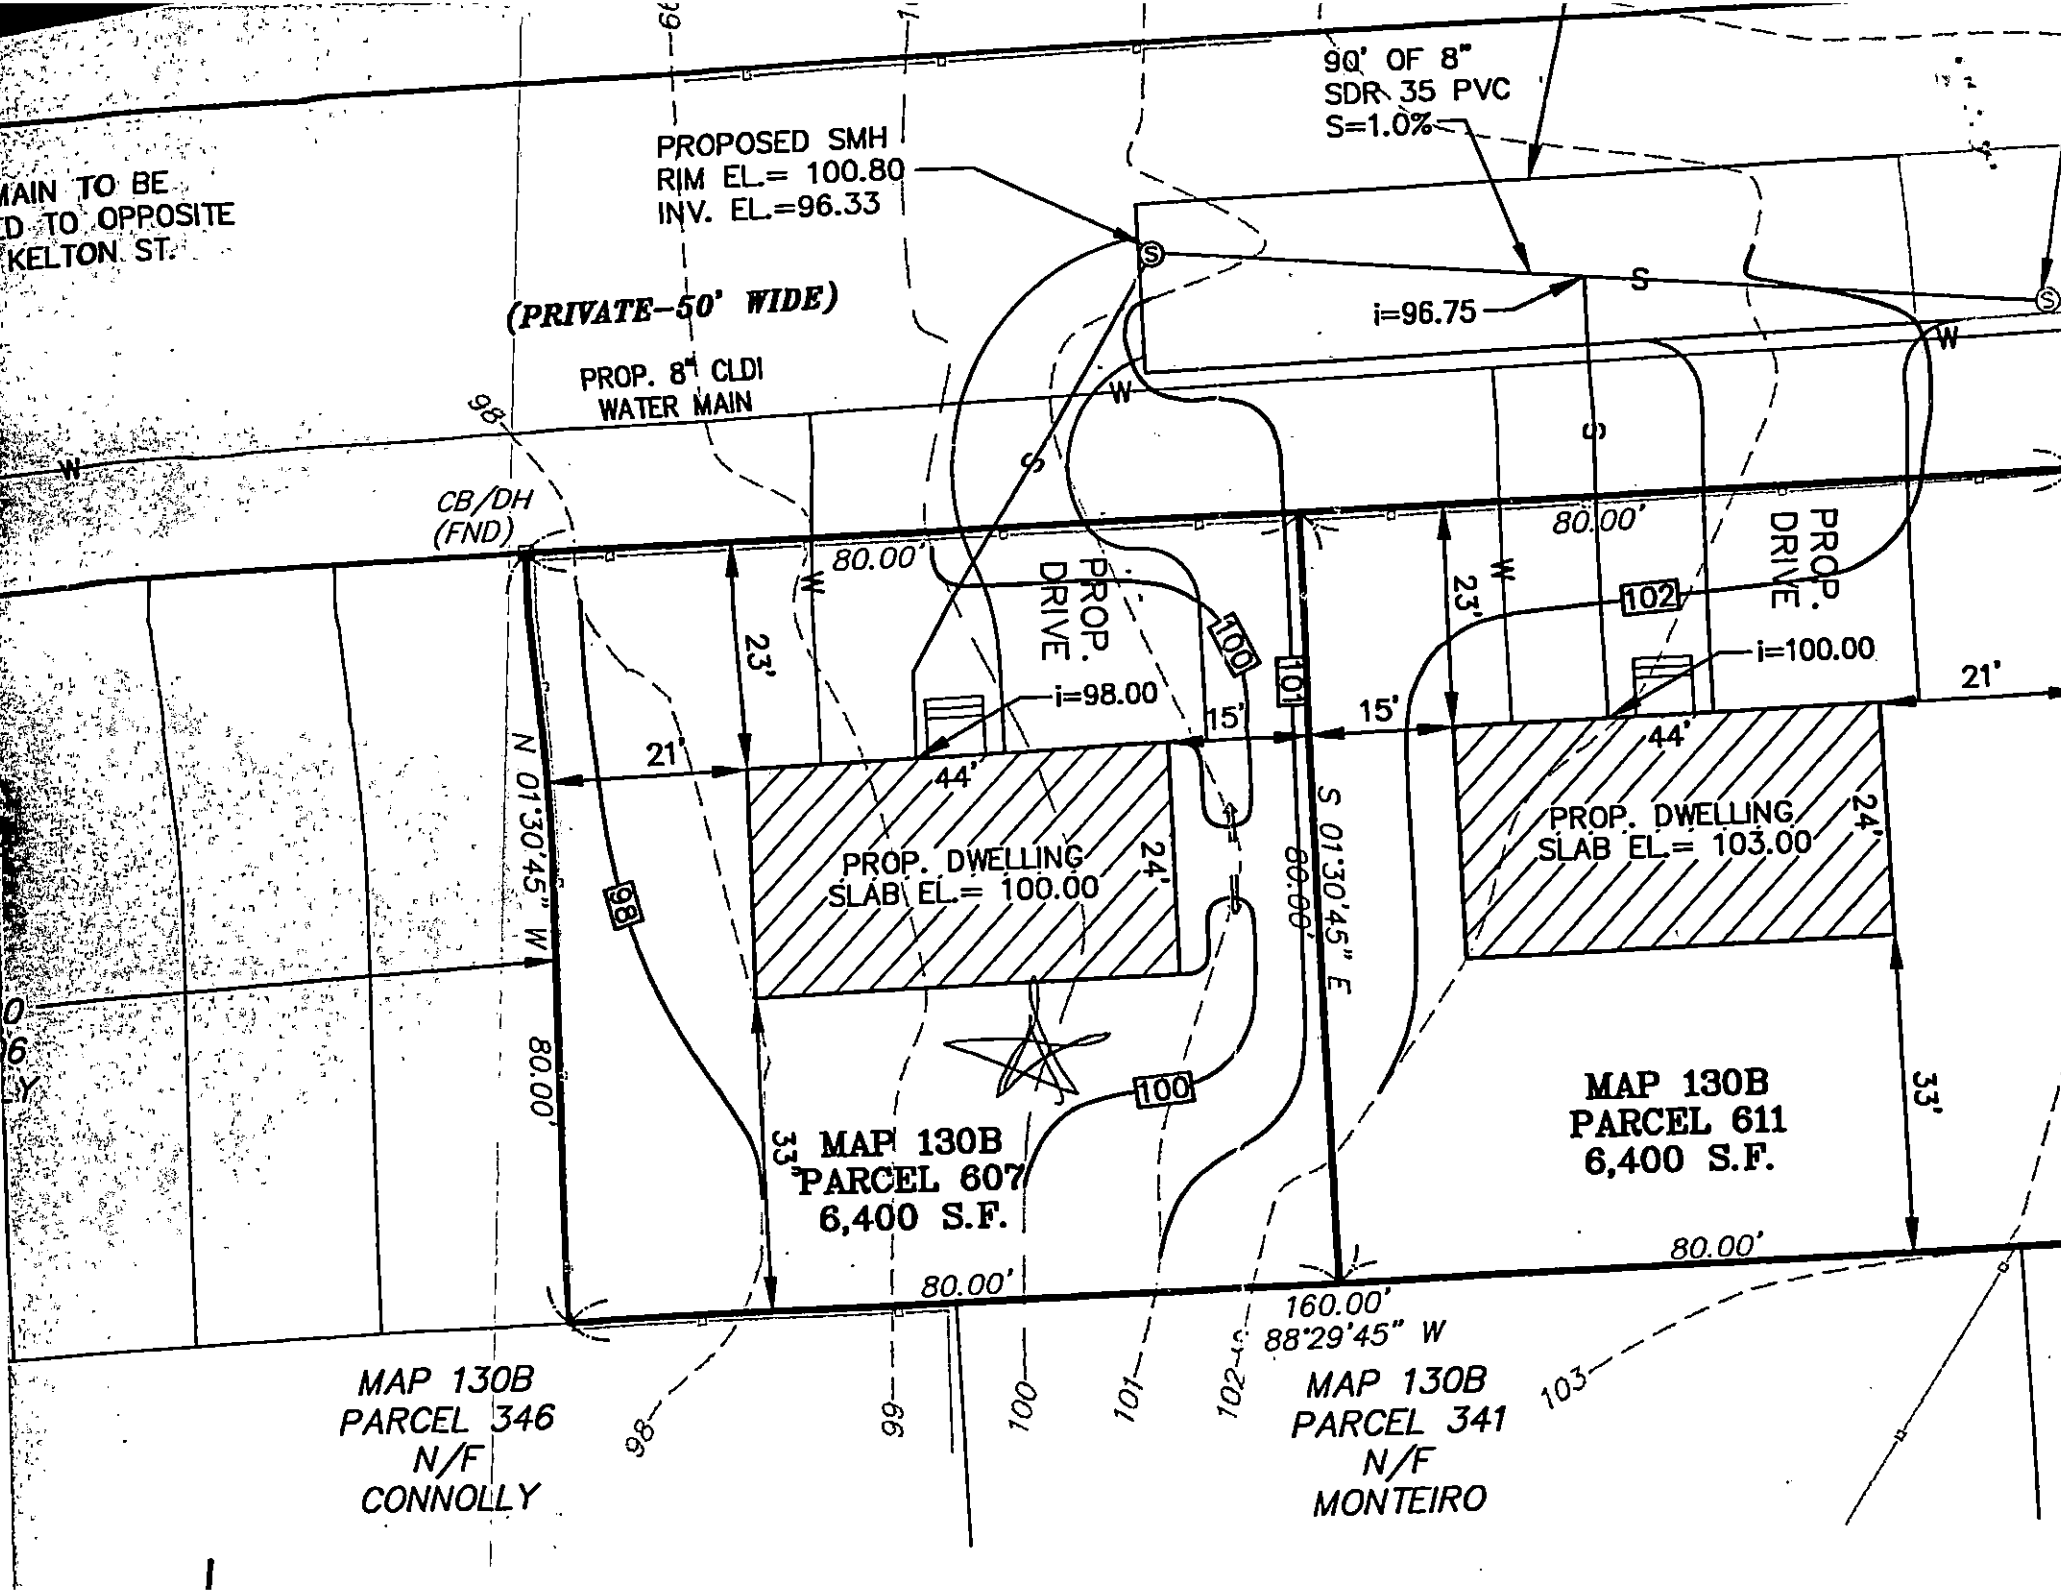 98
90' OF 8"
SDR 35 PVC
S=1.0%
PROPOSED SMH
RIM EL.= 100.80
INV. EL.=96.33
MAIN TO BE
TO OPPOSITE
KELTON ST.
S
S
S
i=96.75
(PRIVATE-50' WIDE)
PROP. 8" CLDI
WATER MAIN
W
W
W
98
S
S
CB/DH
(FND)
80.00'
80.00'
PROP.
DRIVE
PROP.
DRIVE
W
W
23'
23'
100
101
102
i=98.00
i=100.00
21'
15'
15'
21'
44'
44'
N 01°30'45" W
80.00'
S 01°30'45" E
80.00'
PROP. DWELLING
SLAB EL.= 100.00
24'
PROP. DWELLING
SLAB EL.= 103.00
24'
98
100
33'
33'
MAP 130B
PARCEL 607
6,400 S.F.
MAP 130B
PARCEL 611
6,400 S.F.
80.00'
80.00'
160.00'
88°29'45" W
98
99
100
101
102
103
MAP 130B
PARCEL 346
N/F
CONNOLLY
MAP 130B
PARCEL 341
N/F
MONTEIRO